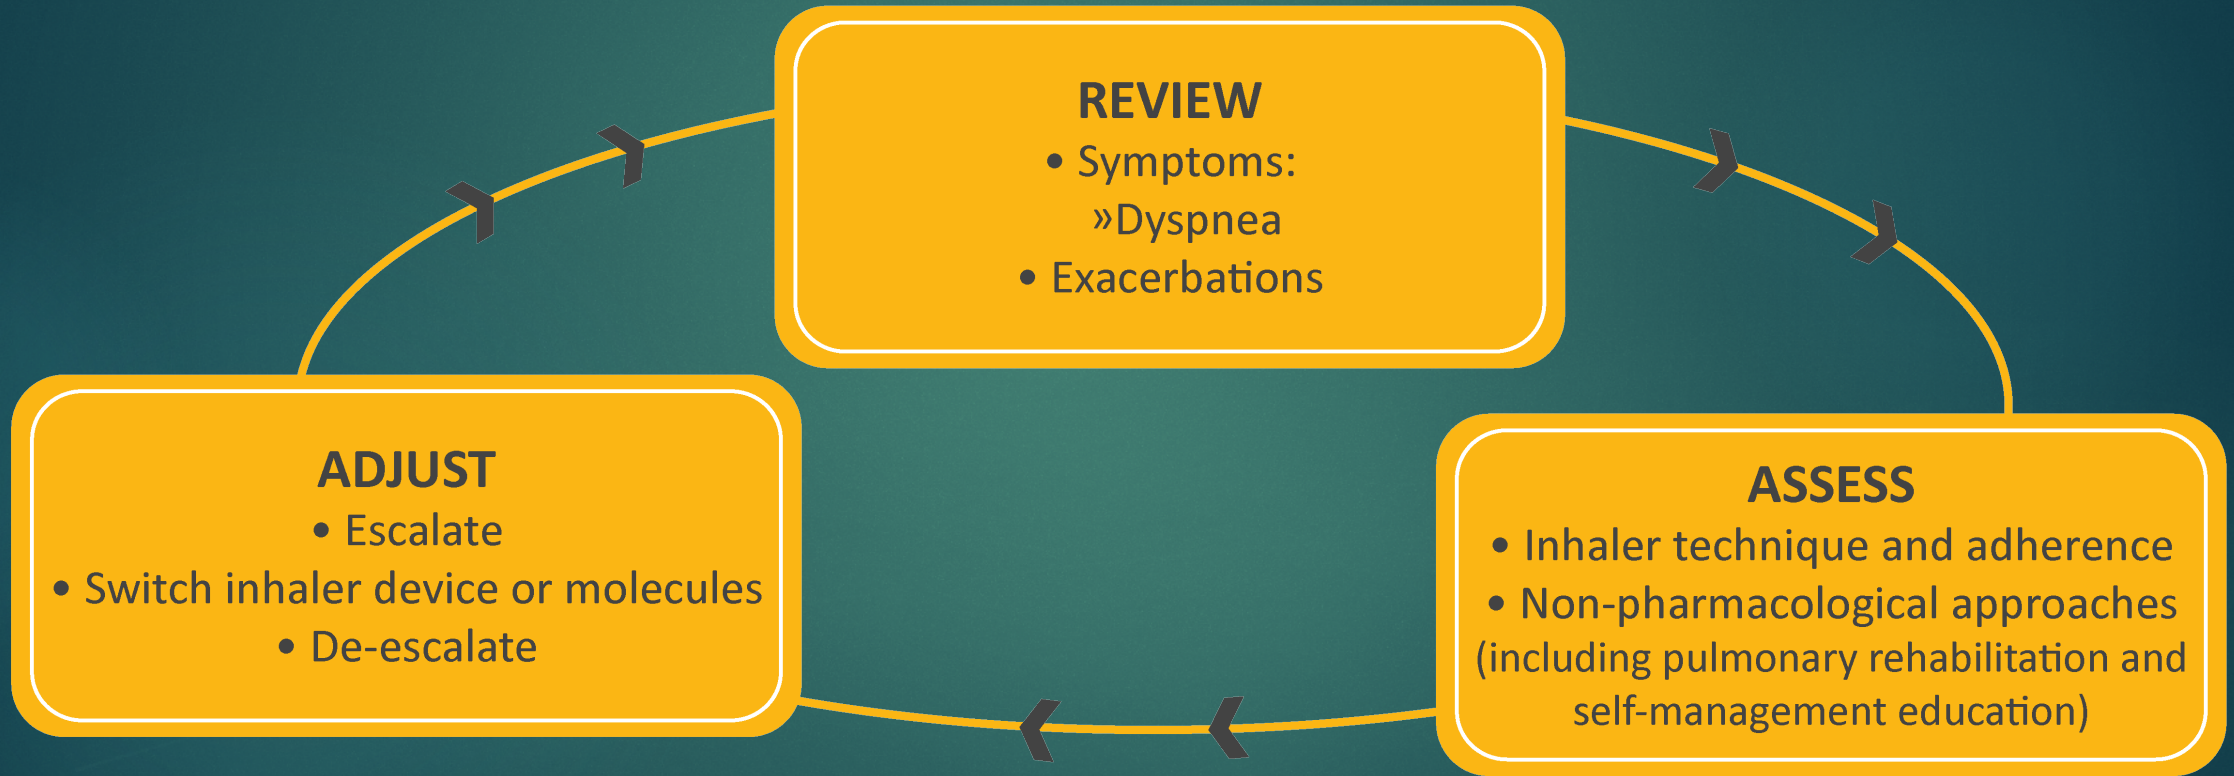 REVIEW
• Symptoms:
»Dyspnea
• Exacerbations
ADJUST
• Escalate
• Switch inhaler device or molecules
• De-escalate
ASSESS
• Inhaler technique and adherence
• Non-pharmacological approaches
(including pulmonary rehabilitation and
self-management education)